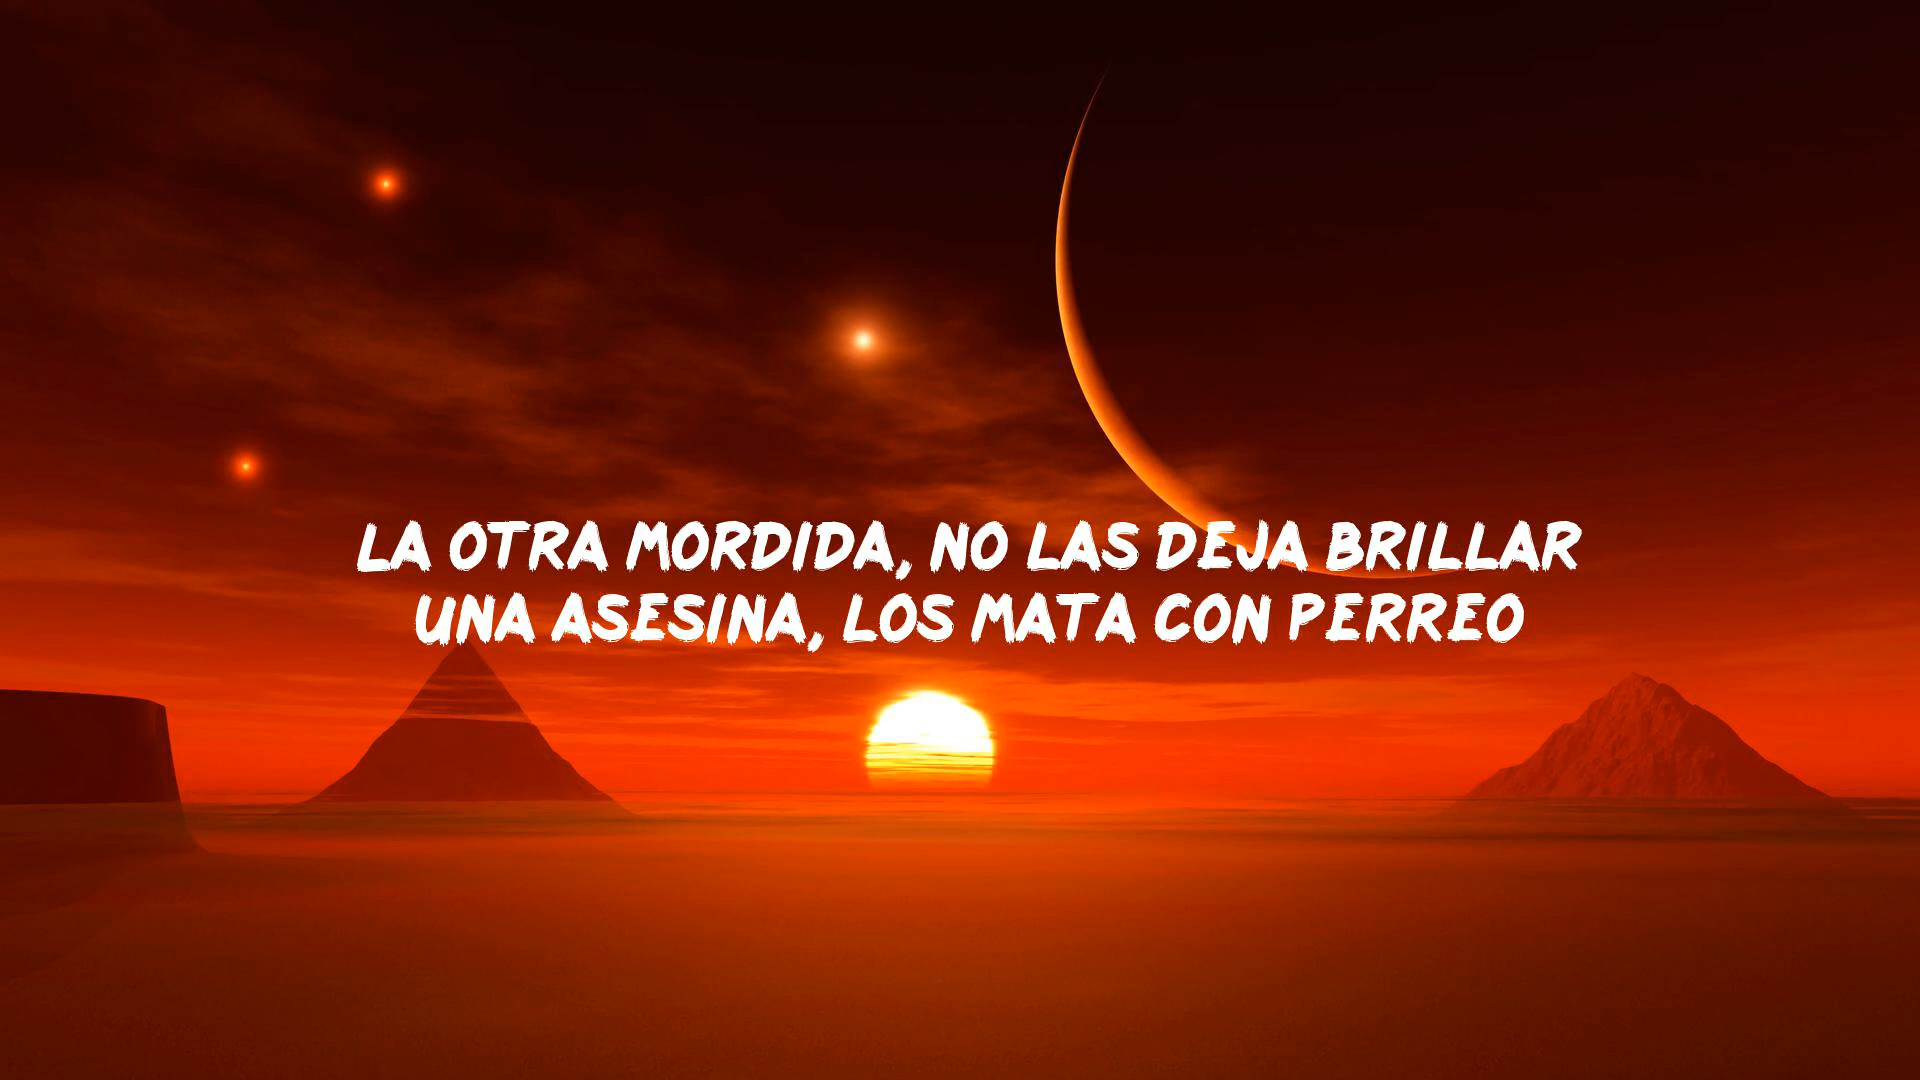 LA OTRA MORDIDA, NO LAS DEJA BRILLAR
UNA ASESINA, LOS MATA CON PERREO